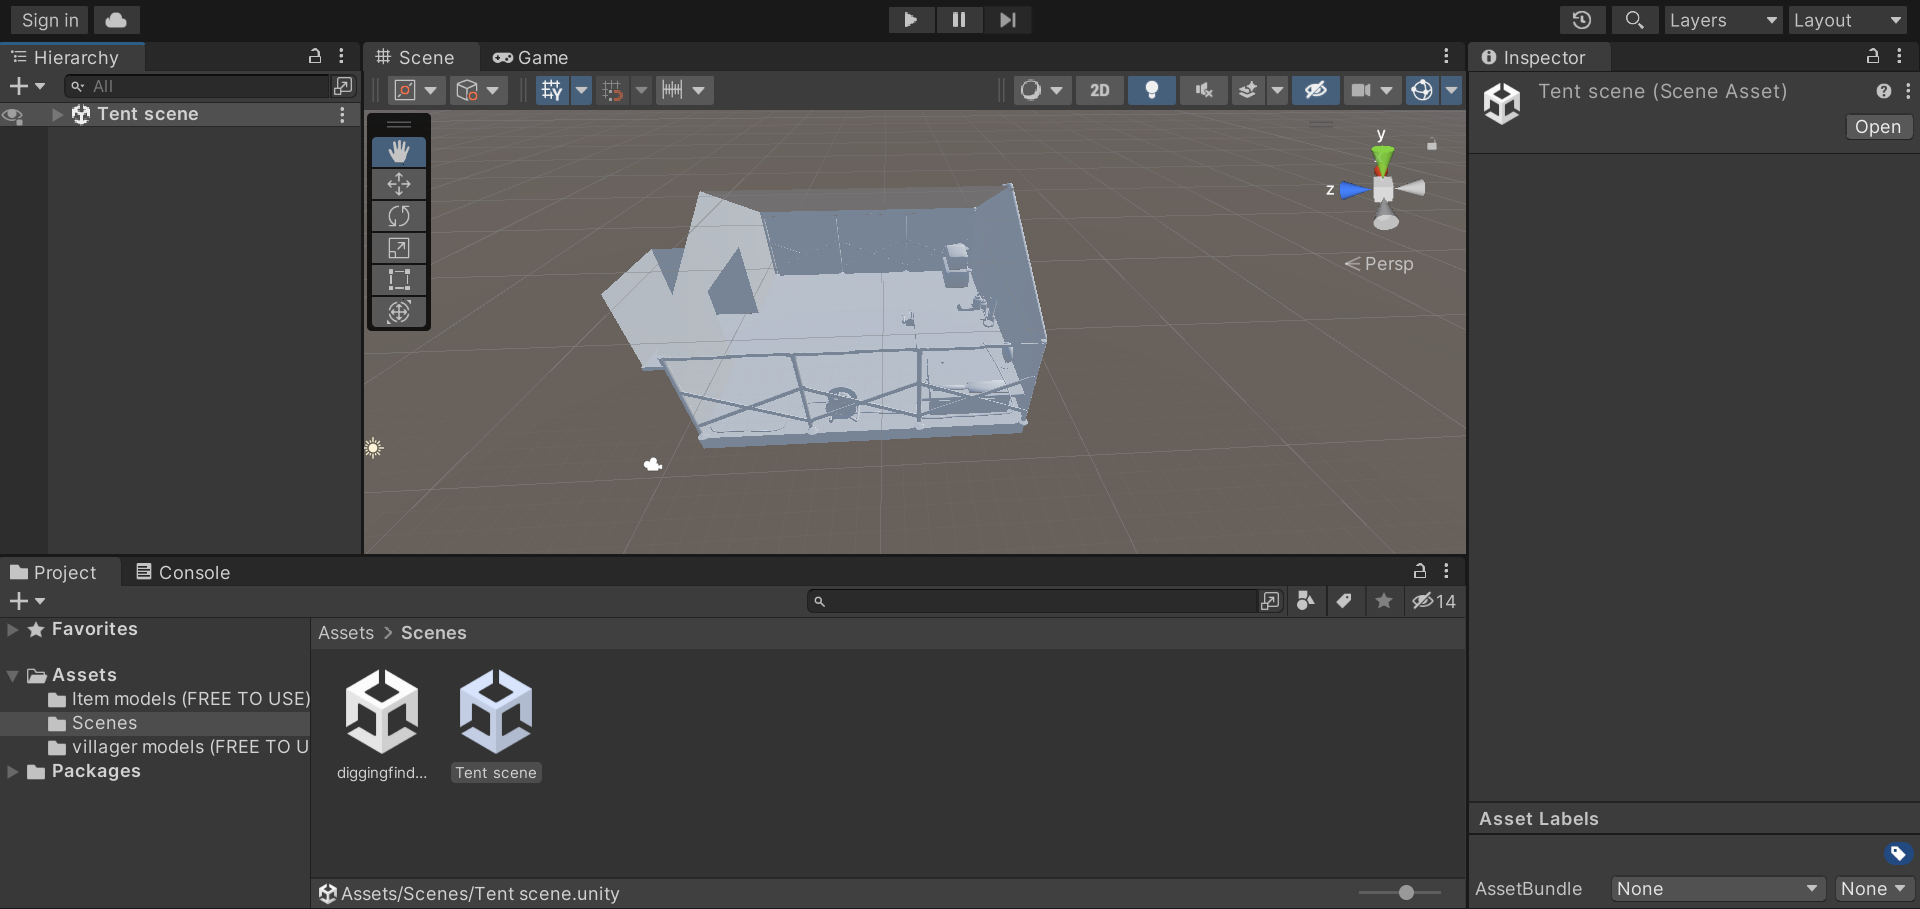 Sign in
Layers
Layout
Hierarchy
Scene
Game
Inspector
All
2D
Tent scene (Scene Asset)
Open
Tent scene
y
z
Persp
Project
Console
14
Favorites
Assets > Scenes
Assets
Item models (FREE TO USE)
Scenes
villager models (FREE TO U
Packages
diggingfind...
Tent scene
Asset Labels
Assets/Scenes/Tent scene.unity
AssetBundle
None
None